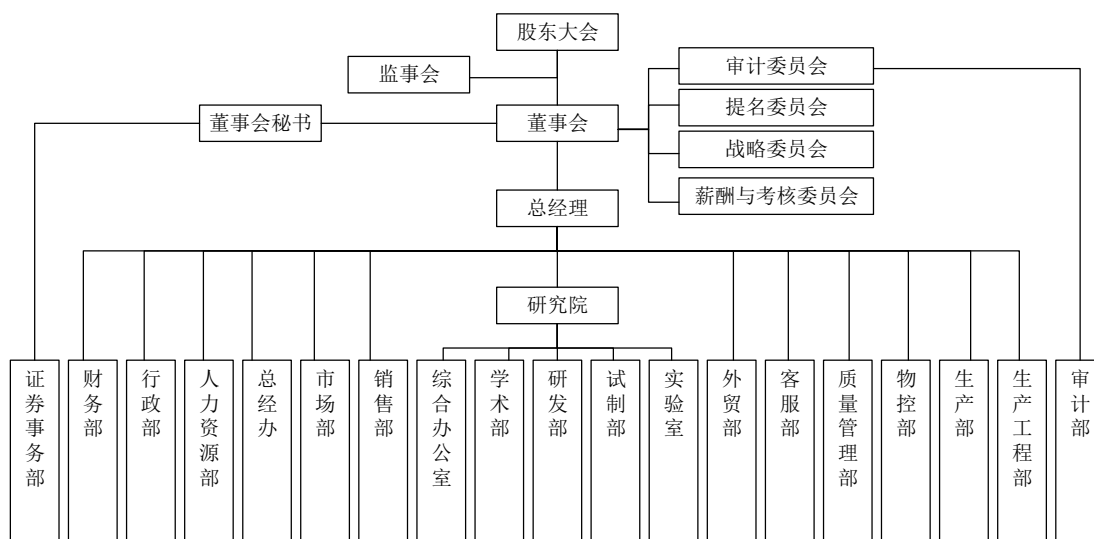 股东大会
监事会
审计委员会
提名委员会
董事会秘书
董事会
战略委员会
薪酬与考核委员会
总经理
研究院
证券事务部
财务部
行政部
人力资源部
总经办
市场部
销售部
综合办公室
学术部
研发部
试制部
实验室
外贸部
客服部
质量管理部
物控部
生产部
生产工程部
审计部